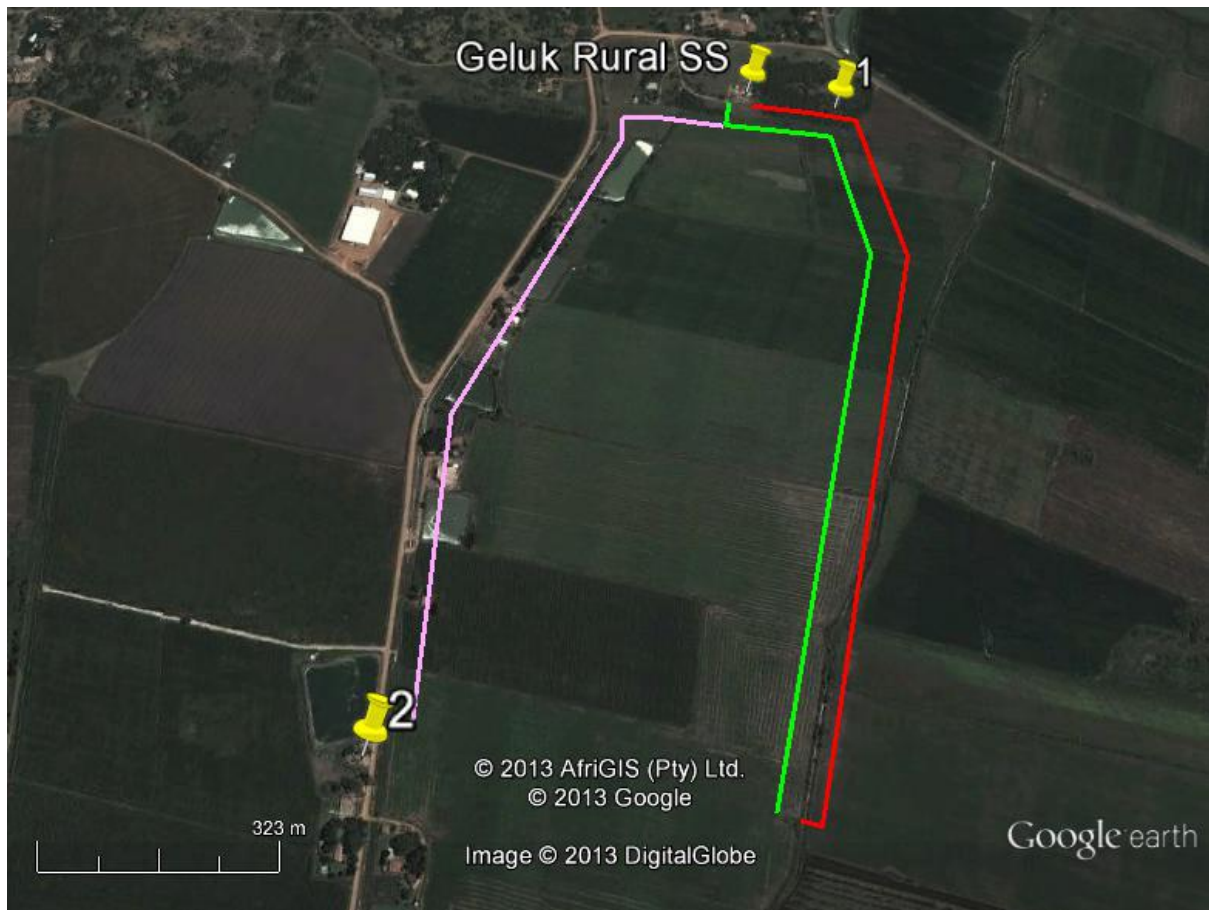 Geluk Rural SS
1
2
© 2013 AfriGIS (Pty) Ltd.
© 2013 Google
323 m
Image © 2013 DigitalGlobe
Google earth